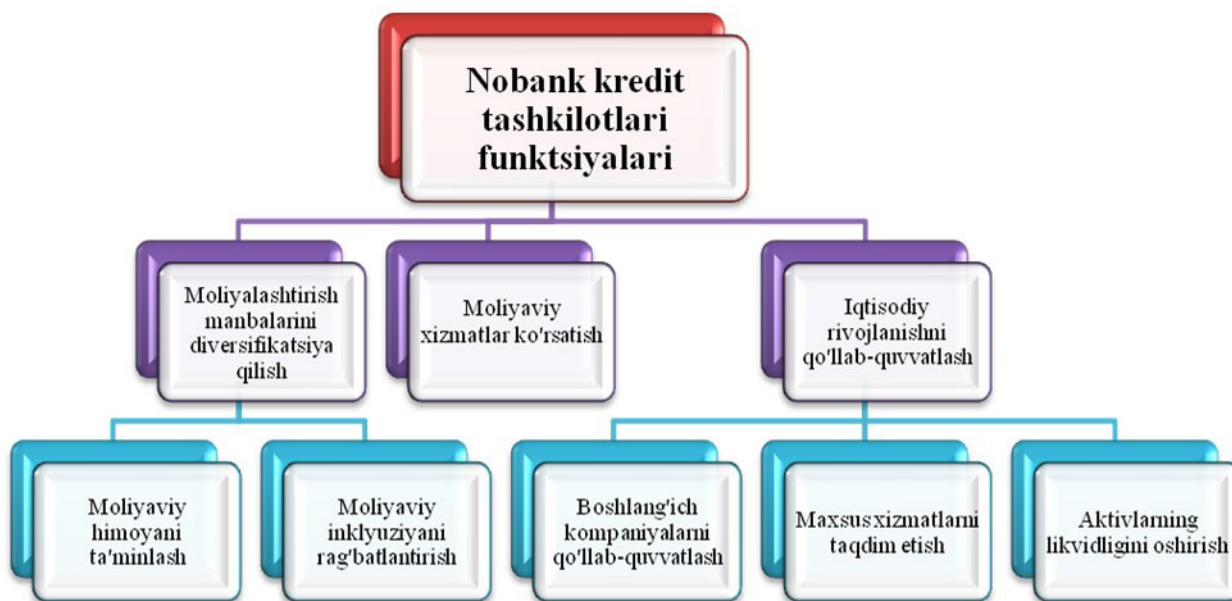 Nobank kredit
tashkilotlari
funktsiyalari
Moliyalashtirish
manbalarini
diversifikatsiya
qilish
Moliyaviy
xizmatlar ko'rsatish
Iqtisodiy
rivojlanishni
qo'llab-quvvatlash
Moliyaviy
himoyani
ta'minlash
Moliyaviy
inklyuziyani
rag'batlantirish
Boshlang'ich
kompaniyalarni
qo'llab-quvvatlash
Maxsus xizmatlarni
taqdim etish
Aktivlarning
likvidligini oshirish